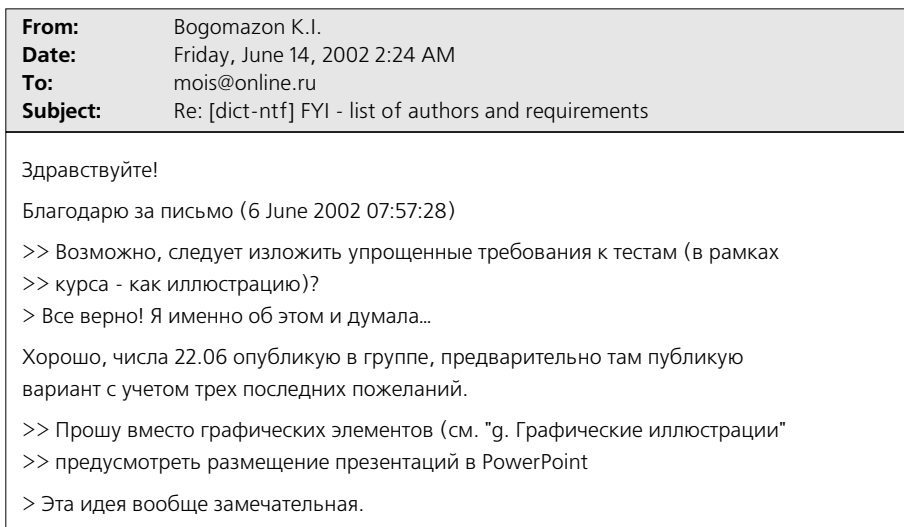 From: Bogomazon K.I.
Date: Friday, June 14, 2002 2:24 AM
To: mois@online.ru
Subject: Re: [dict-ntf] FYI - list of authors and requirements
Здравствуйте!
Благодарю за письмо (6 June 2002 07:57:28)
>> Возможно, следует изложить упрощенные требования к тестам (в рамках
>> курса - как иллюстрацию)?
> Все верно! Я именно об этом и думала…
Хорошо, числа 22.06 опубликую в группе, предварительно там публикую
вариант с учетом трех последних пожеланий.
>> Прошу вместо графических элементов (см. "g. Графические иллюстрации"
>> предусмотреть размещение презентаций в PowerPoint
> Эта идея вообще замечательная.